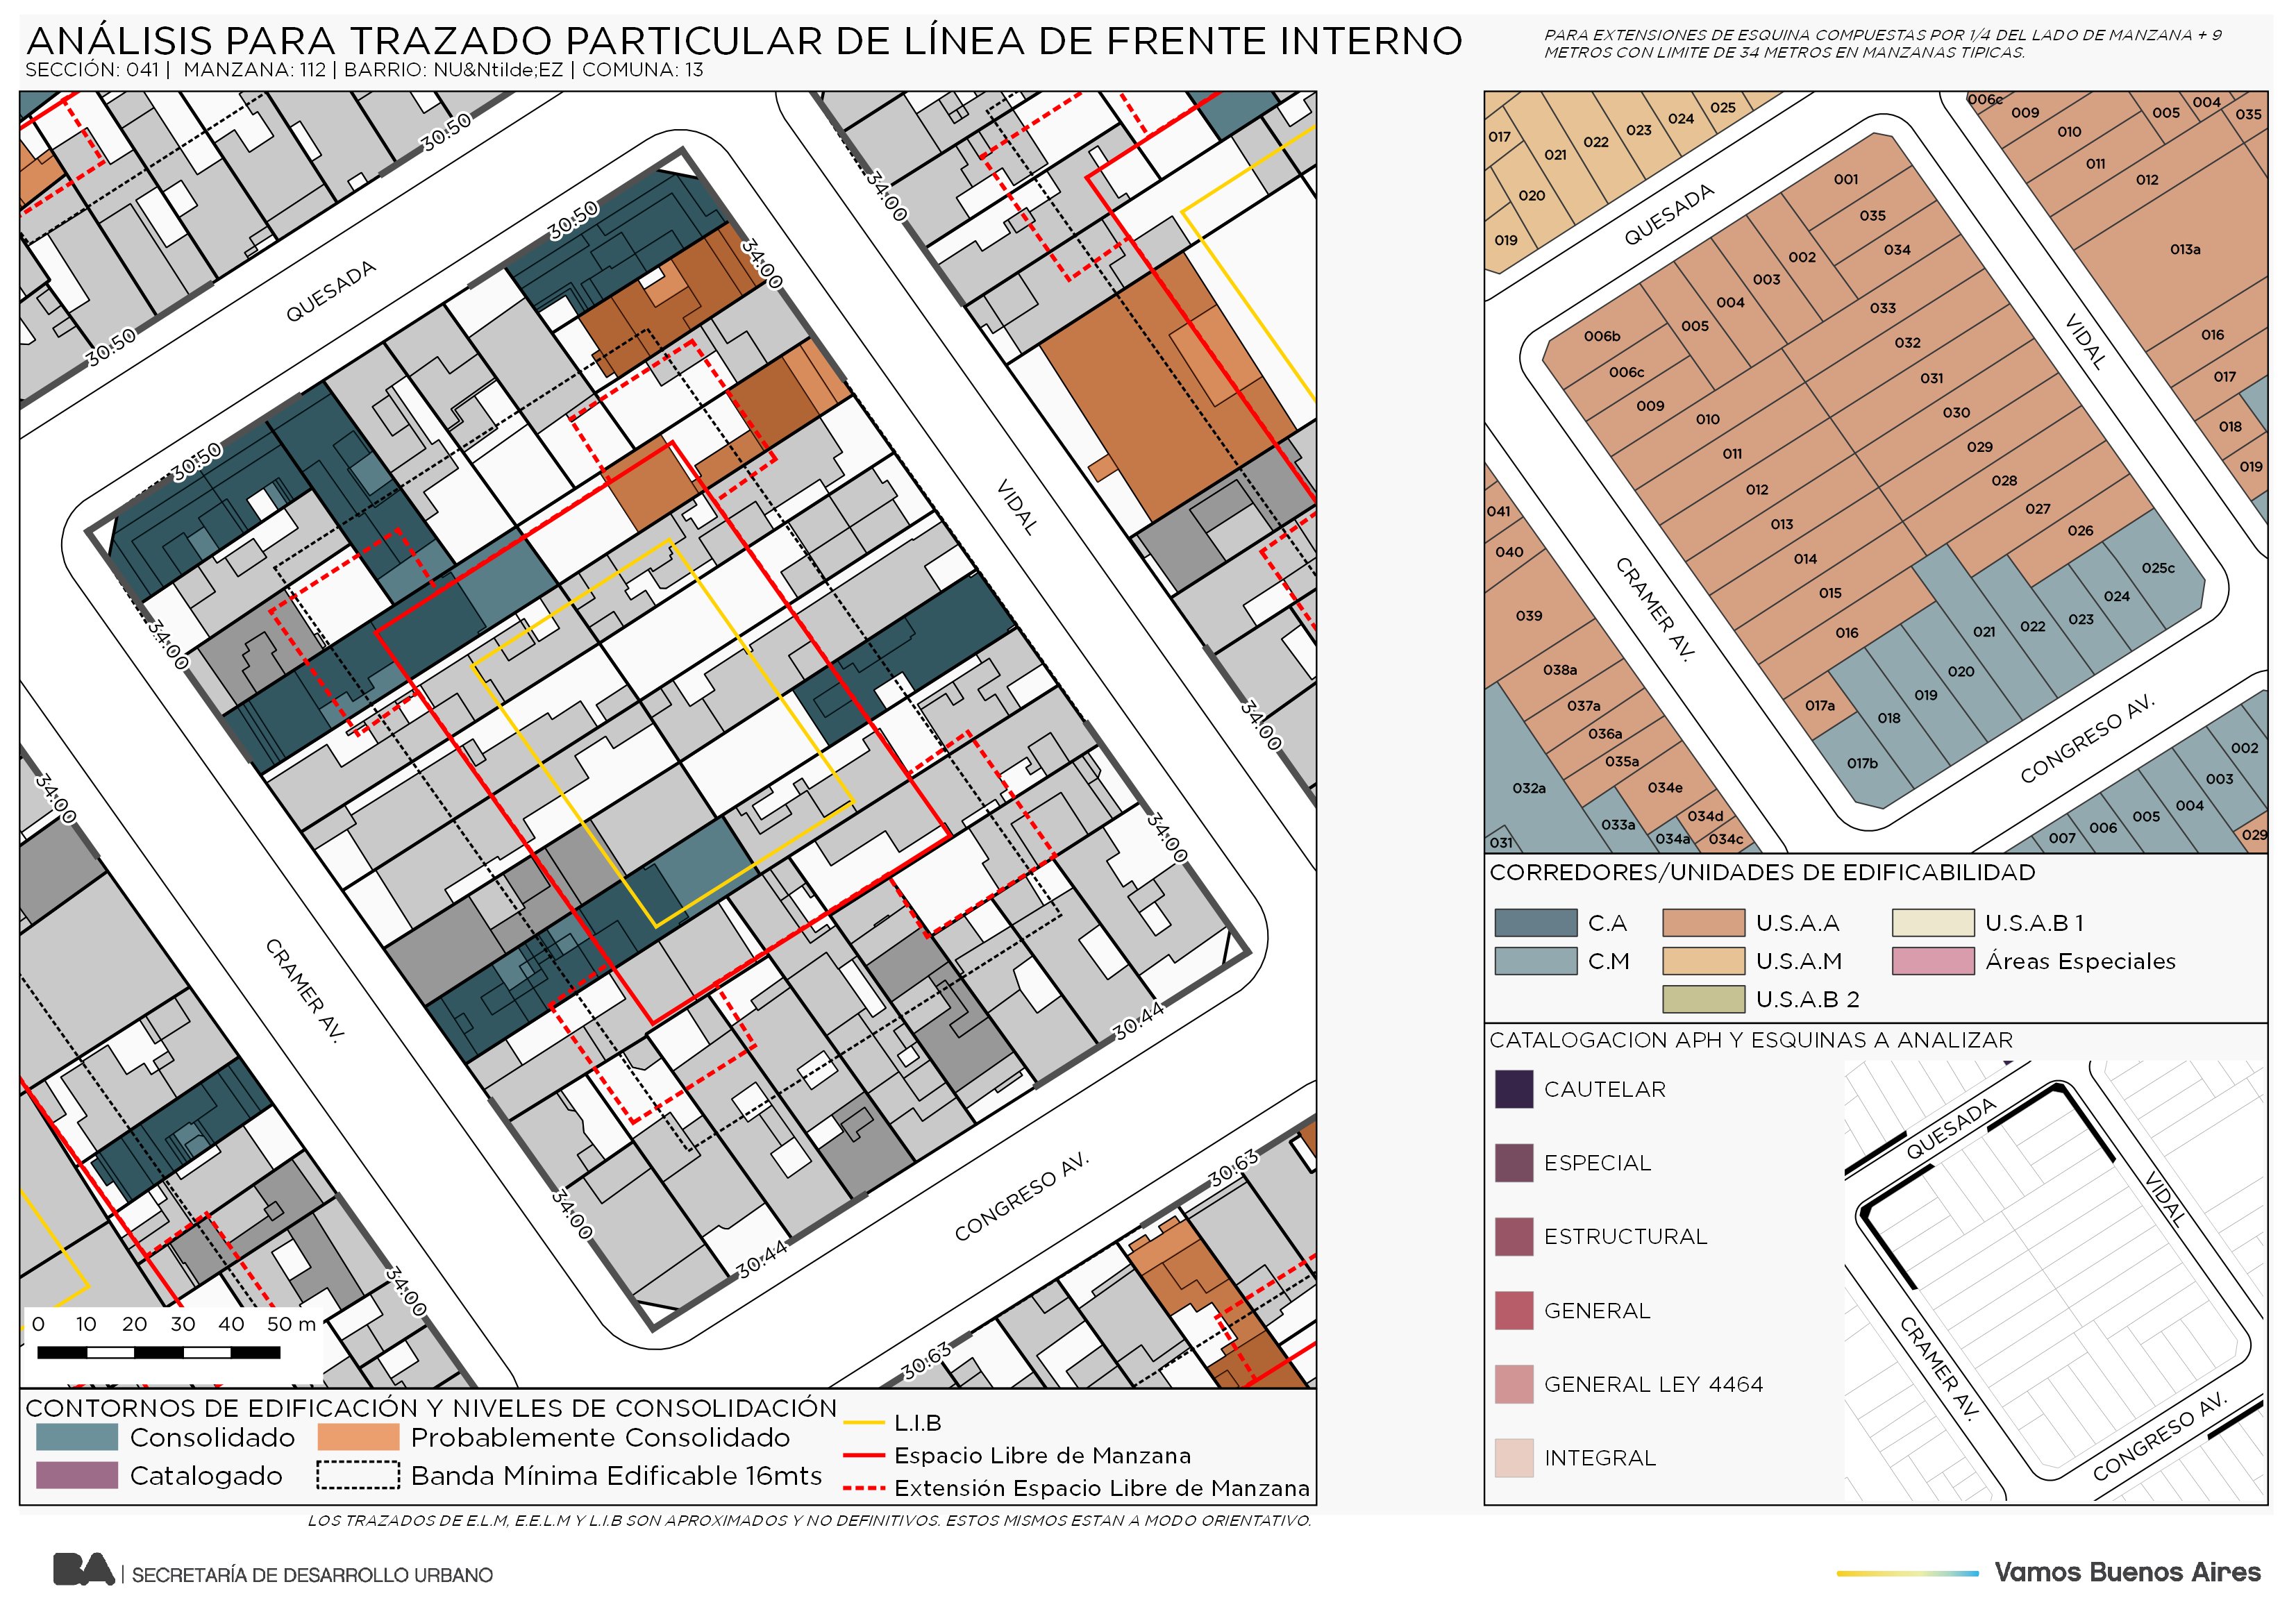 ANÁLISIS PARA TRAZADO PARTICULAR DE LÍNEA DE FRENTE INTERNO
SECCIÓN: 041 | MANZANA: 112 | BARRIO: NU&Ntilde;EZ | COMUNA: 13
PARA EXTENSIONES DE ESQUINA COMPUESTAS POR 1/4 DEL LADO DE MANZANA + 9
METROS CON LIMITE DE 34 METROS EN MANZANAS TIPICAS.
30.50
30.50
34.00
QUESADA
34.00
30.50
30.50
VIDAL
34.00
34.00
34.00
34.00
CRAMER AV.
30.44
34.00
30.44
CONGRESO AV.
30.63
34.00
30.63
0 10 20 30 40 50 m
CONTORNOS DE EDIFICACIÓN Y NIVELES DE CONSOLIDACIÓN
Consolidado
Probablemente Consolidado
Catalogado
Banda Mínima Edificable 16mts
L.I.B
Espacio Libre de Manzana
Extensión Espacio Libre de Manzana
LOS TRAZADOS DE E.L.M, E.E.L.M Y L.I.B SON APROXIMADOS Y NO DEFINITIVOS. ESTOS MISMOS ESTAN A MODO ORIENTATIVO.
017
021
022
023
024
025
020
019
QUESADA
006c
009
010
011
012
005
004
035
013a
016
017
018
019
VIDAL
001
035
034
002
003
004
005
006b
006c
009
010
011
012
013
014
015
016
017a
017b
033
032
031
030
029
028
027
026
025c
024
023
022
021
020
019
018
CRAMER AV.
CONGRESO AV.
041
040
039
038a
037a
036a
035a
034e
034d
034c
034a
033a
032a
031
002
003
004
005
006
007
029
CORREDORES/UNIDADES DE EDIFICABILIDAD
C.A
U.S.A.A
U.S.A.B 1
C.M
U.S.A.M
Áreas Especiales
U.S.A.B 2
CATALOGACION APH Y ESQUINAS A ANALIZAR
CAUTELAR
ESPECIAL
ESTRUCTURAL
GENERAL
GENERAL LEY 4464
INTEGRAL
QUESADA
VIDAL
CRAMER AV.
CONGRESO AV.
BA | SECRETARÍA DE DESARROLLO URBANO
Vamos Buenos Aires